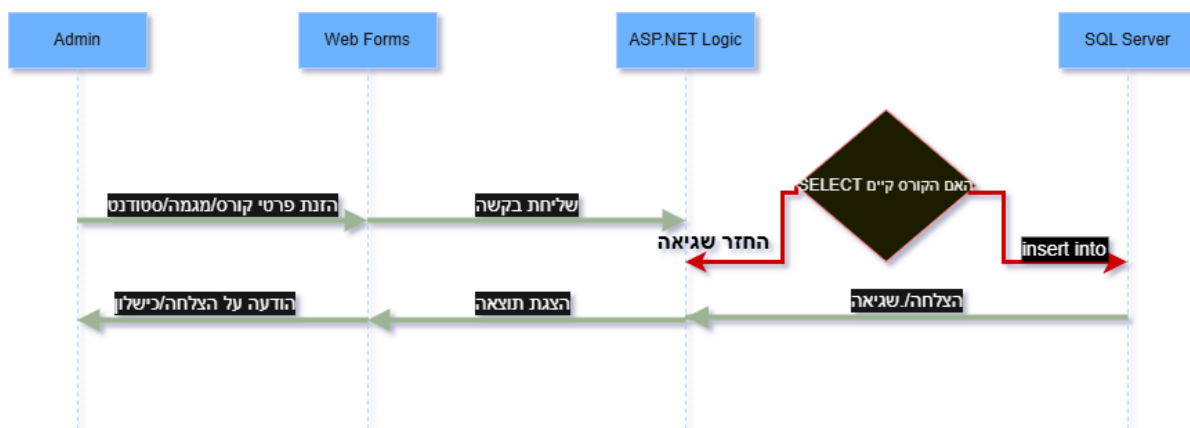 Admin
Web Forms
ASP.NET Logic
SQL Server
האם הקורס קיים SELECT
הזנת פרטי קורס/מגמה/סטודנט
שליחת בקשה
החזר שגיאה
insert into
הודעה על הצלחה/כישלון
הצגת תוצאה
הצלחה/.שגיאה